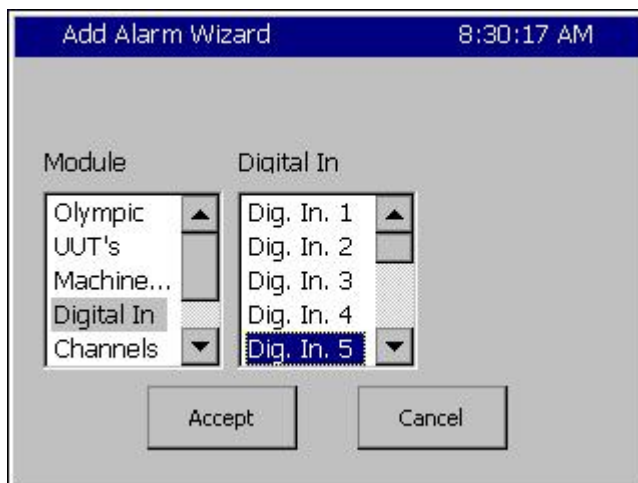 Add Alarm Wizard 8:30:17 AM
Module Digital In
Olympic
UUT's
Machine...
Digital In
Channels
Dig. In. 1
Dig. In. 2
Dig. In. 3
Dig. In. 4
Dig. In. 5
Accept Cancel